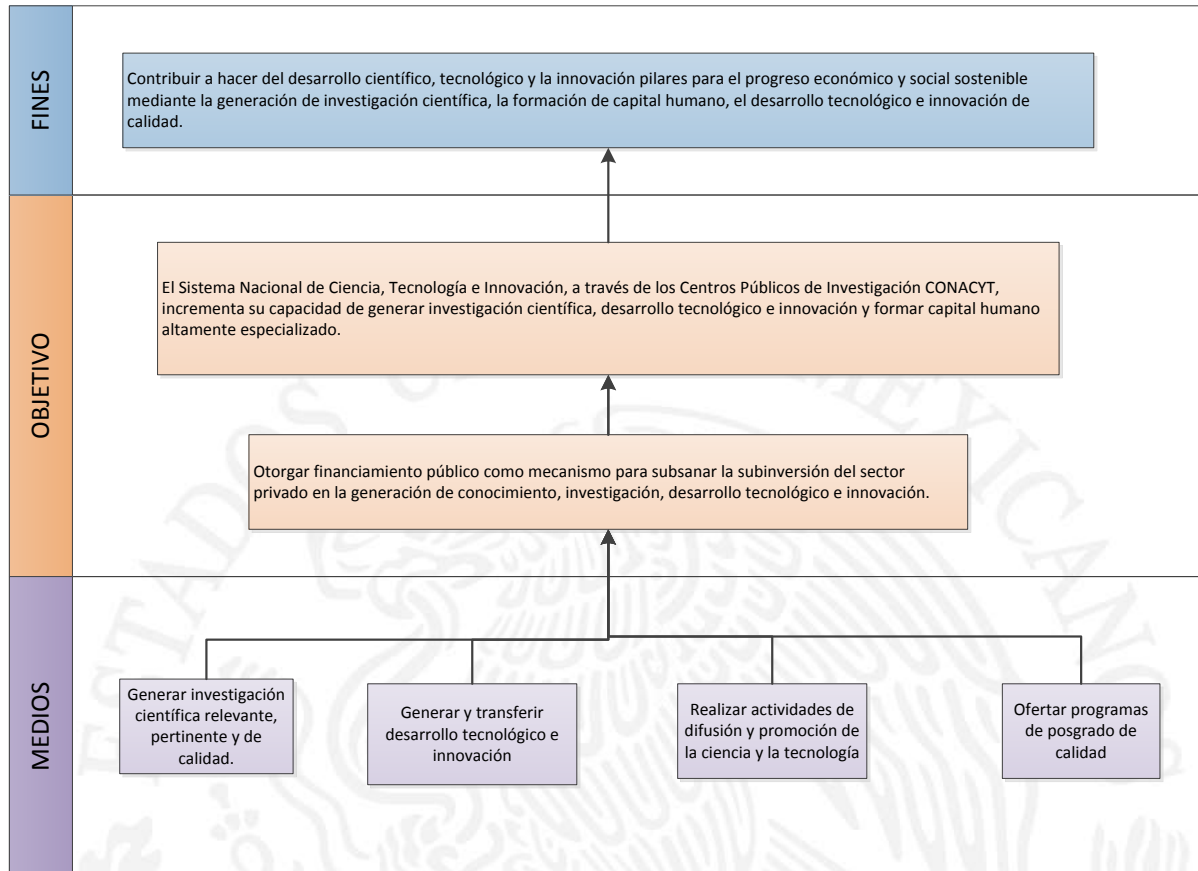 FINES
Contribuir a hacer del desarrollo científico, tecnológico y la innovación pilares para el progreso económico y social sostenible
mediante la generación de investigación científica, la formación de capital humano, el desarrollo tecnológico e innovación de
calidad.
OBJETIVO
El Sistema Nacional de Ciencia, Tecnología e Innovación, a través de los Centros Públicos de Investigación CONACYT,
incrementa su capacidad de generar investigación científica, desarrollo tecnológico e innovación y formar capital humano
altamente especializado.
Otorgar financiamiento público como mecanismo para subsanar la subinversión del sector
privado en la generación de conocimiento, investigación, desarrollo tecnológico e innovación.
MEDIOS
Generar investigación
científica relevante,
pertinente y de
calidad.
Generar y transferir
desarrollo tecnológico e
innovación
Realizar actividades de
difusión y promoción de
la ciencia y la tecnología
Ofertar programas
de posgrado de
calidad